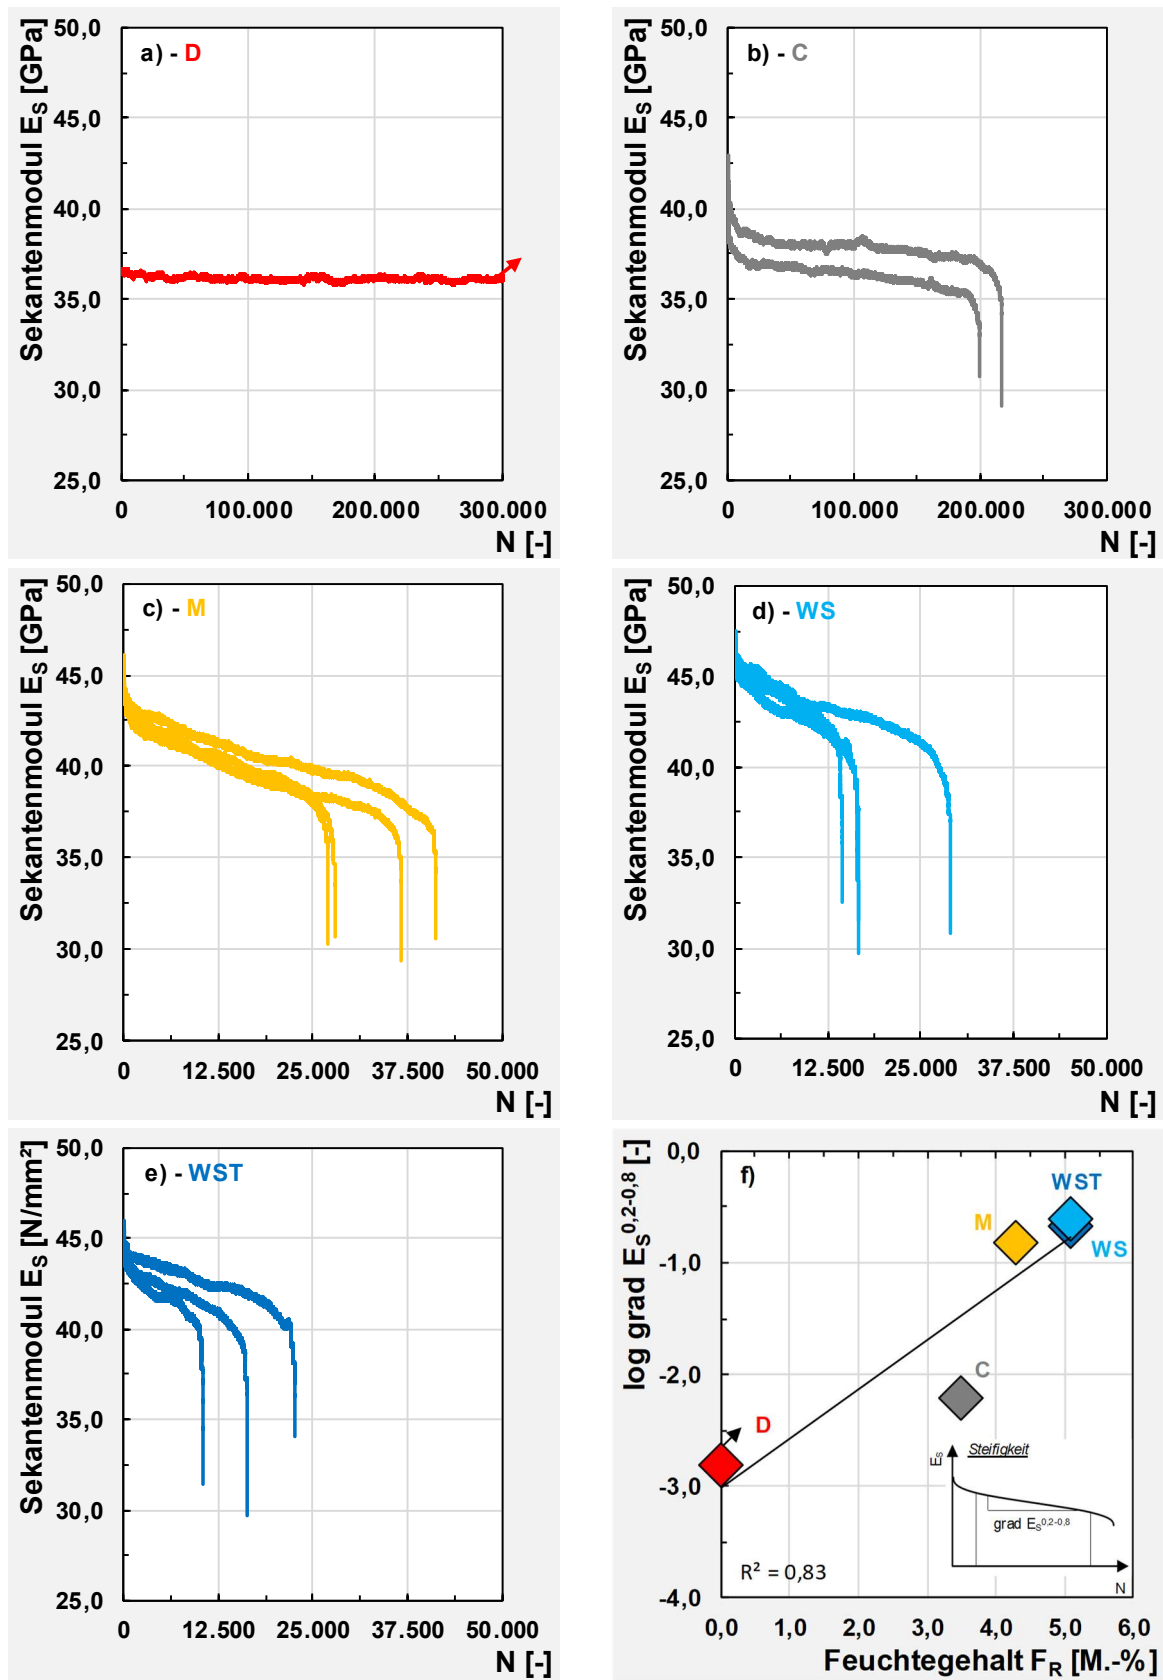 Sekantenmodul ES [GPa]
50,0
45,0
40,0
35,0
30,0
25,0
a) - D
0
100.000
200.000
300.000
N [-]
Sekantenmodul ES [GPa]
50,0
45,0
40,0
35,0
30,0
25,0
b) - C
0
100.000
200.000
300.000
N [-]
Sekantenmodul ES [GPa]
50,0
45,0
40,0
35,0
30,0
25,0
c) - M
0
12.500
25.000
37.500
50.000
N [-]
Sekantenmodul ES [GPa]
50,0
45,0
40,0
35,0
30,0
25,0
d) - WS
0
12.500
25.000
37.500
50.000
N [-]
Sekantenmodul ES [N/mm²]
50,0
45,0
40,0
35,0
30,0
25,0
e) - WST
0
12.500
25.000
37.500
50.000
N [-]
log grad ES0,2-0,8 [-]
0,0
-1,0
-2,0
-3,0
-4,0
f)
WST
M
WS
C
D
Steifigkeit
ES
grad ES0,2-0,8
N
R² = 0,83
0,0
1,0
2,0
3,0
4,0
5,0
6,0
Feuchtegehalt FR [M.-%]